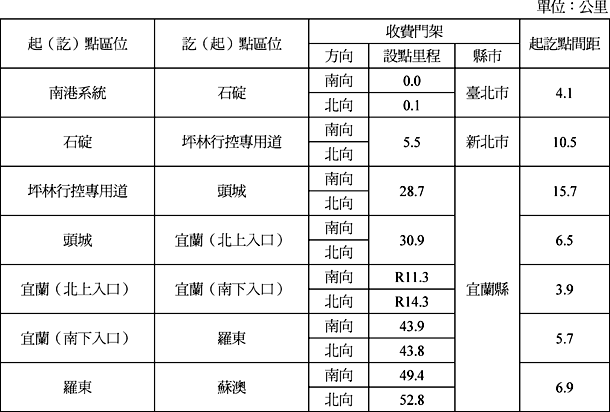 單位：公里
起（訖）點區位 訖（起）點區位 收費門架 起訖點間距
方向 設點里程 縣市
南港系統 石碇 南向 0.0 臺北市 4.1
北向 0.1
石碇 坪林行控專用道 南向 5.5 新北市 10.5
北向
坪林行控專用道 頭城 南向 28.7 宜蘭縣 15.7
北向
頭城 宜蘭（北上入口） 南向 30.9 6.5
北向
宜蘭（北上入口） 宜蘭（南下入口） 南向 R11.3 3.9
北向 R14.3
宜蘭（南下入口） 羅東 南向 43.9 5.7
北向 43.8
羅東 蘇澳 南向 49.4 6.9
北向 52.8